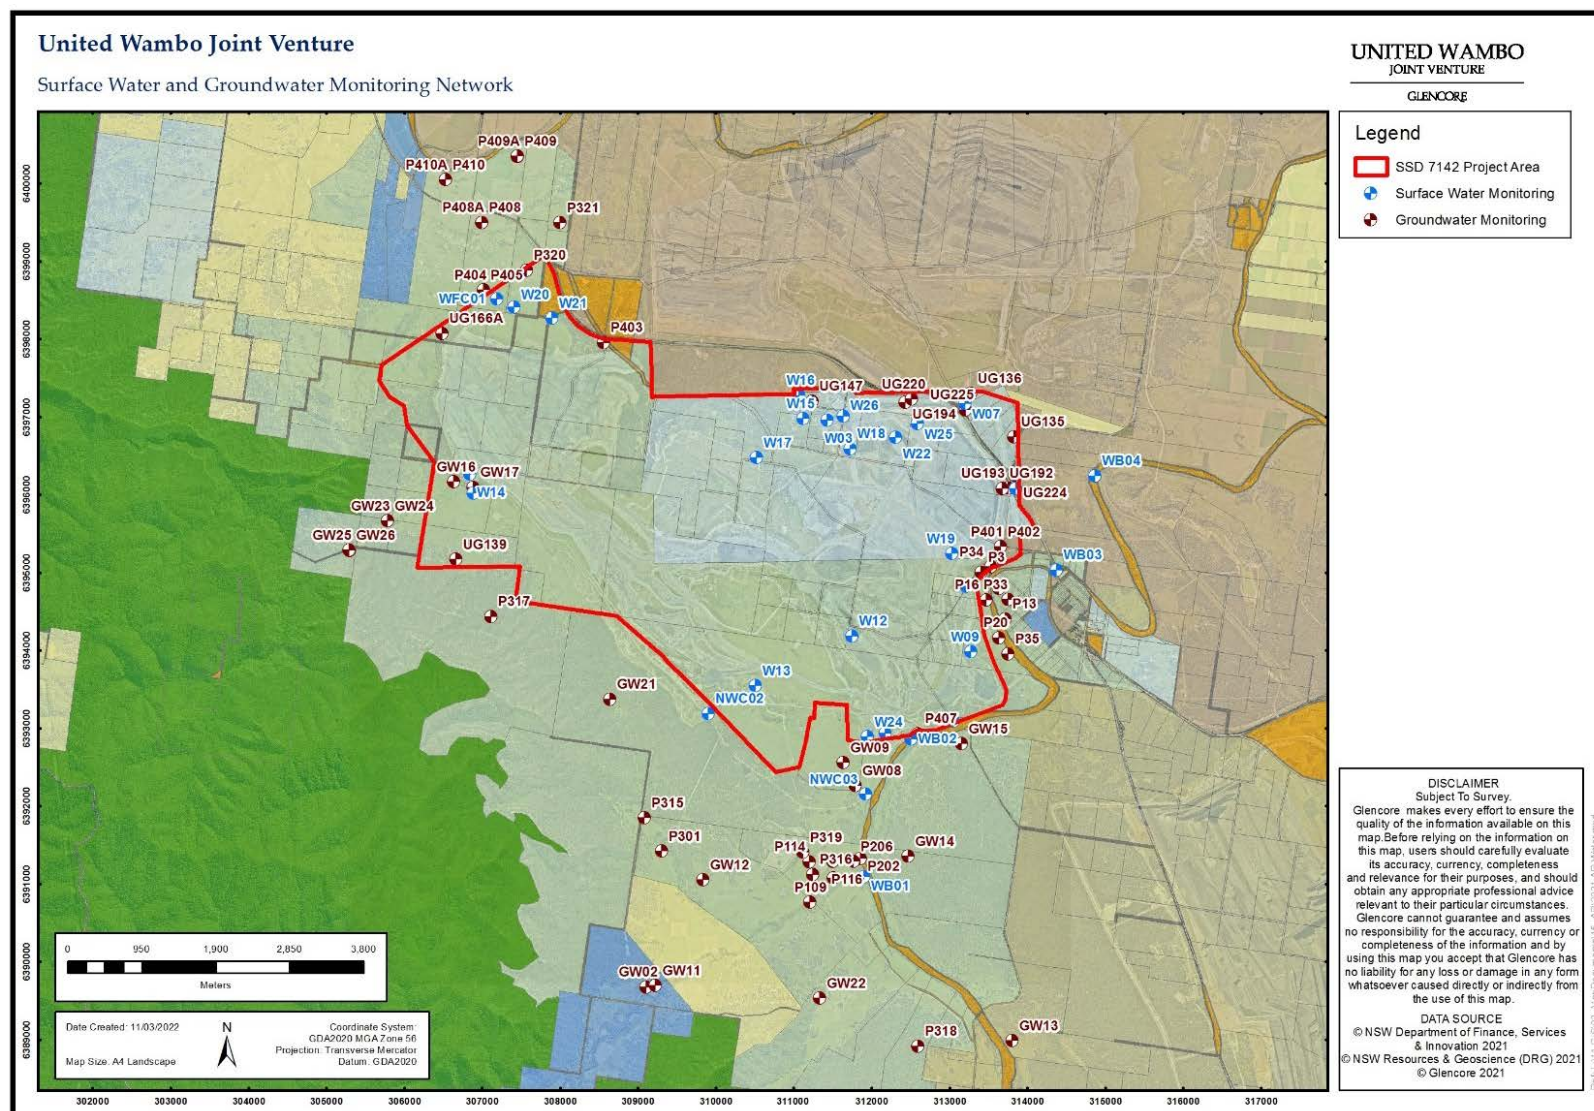 United Wambo Joint Venture
Surface Water and Groundwater Monitoring Network
UNITED WAMBO
JOINT VENTURE
GLENCORE
Legend
SSD 7142 Project Area
Surface Water Monitoring
Groundwater Monitoring
P409A P409
P410A P410
P408A P408
P321
P320
P404 P405
WFC01
W20
W21
UG166A
P403
W16
UG147
UG220
UG136
UG225
W15
W26
UG194
W07
W03
W18
W25
UG135
W17
W22
WB04
GW16
GW17
W14
UG193
UG192
UG224
GW23 GW24
GW25 GW26
UG139
P401 P402
W19
P34
P3
WB03
P16
P33
P13
P317
W12
P20
P35
W09
W13
GW21
NWC02
W24
P407
WB02
GW15
GW09
GW08
NWC03
P315
P301
P319
P114
P316
P206
GW14
GW12
P202
P116
WB01
P109
GW02
GW11
GW22
P318
GW13
6400000
6399000
6398000
6397000
6396000
6395000
6394000
6393000
6392000
6391000
6390000
6389000
302000
303000
304000
305000
306000
307000
308000
309000
310000
311000
312000
313000
314000
315000
316000
317000
0 950 1,900 2,850 3,800
Meters
Date Created: 11/03/2022
Map Size: A4 Landscape
N
Coordinate System:
GDA2020 MGA Zone 56
Projection: Transverse Mercator
Datum: GDA2020
DISCLAIMER
Subject To Survey.
Glencore makes every effort to ensure the
quality of the information available on this
map.Before relying on the information on
this map, users should carefully evaluate
its accuracy, currency, completeness
and relevance for their purposes, and should
obtain any appropriate professional advice
relevant to their particular circumstances.
Glencore cannot guarantee and assumes
no responsibility for the accuracy, currency or
completeness of the information and by
using this map you accept that Glencore has
no liability for any loss or damage in any form
whatsoever caused directly or indirectly from
the use of this map.
DATA SOURCE
© NSW Department of Finance, Services
& Innovation 2021
© NSW Resources & Geoscience (DRG) 2021
© Glencore 2021